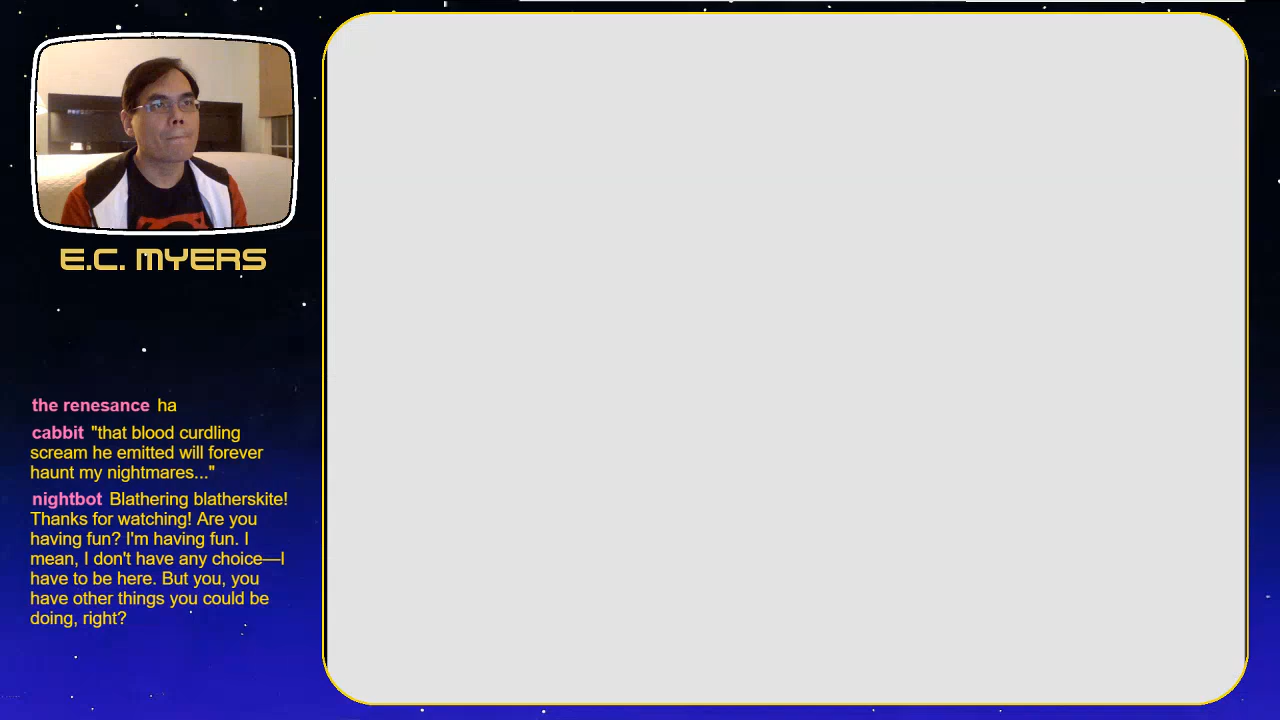 E.C. MYERS
the renesance ha
cabbit "that blood curdling
scream he emitted will forever
haunt my nightmares..."
nightbot Blathering blatherskite!
Thanks for watching! Are you
having fun? I'm having fun. I
mean, I don't have any choice—I
have to be here. But you, you
have other things you could be
doing, right?